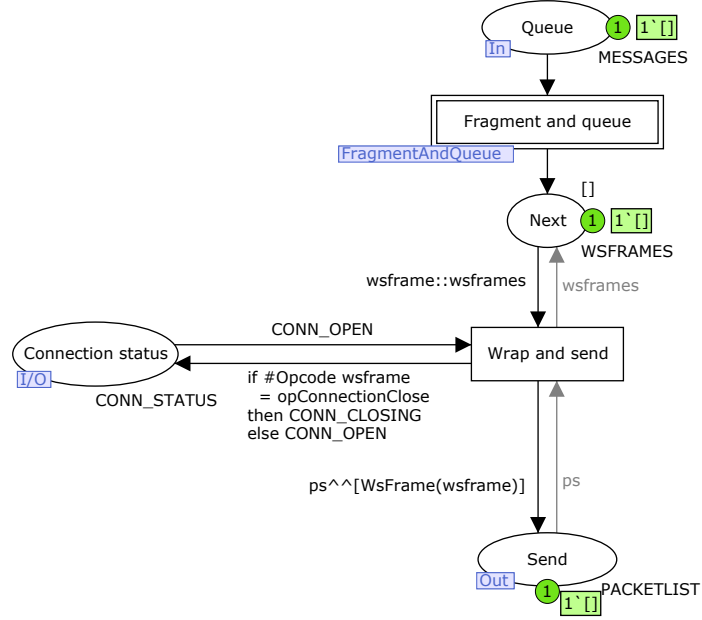 Queue
1
1`[]
In
MESSAGES
Fragment and queue
FragmentAndQueue
[]
Next
1
1`[]
WSFRAMES
wsframe::wsframes
wsframes
CONN_OPEN
Connection status
Wrap and send
I/O
CONN_STATUS
if #Opcode wsframe
= opConnectionClose
then CONN_CLOSING
else CONN_OPEN
ps^^[WsFrame(wsframe)]
ps
Send
Out
1
1`[]
PACKETLIST